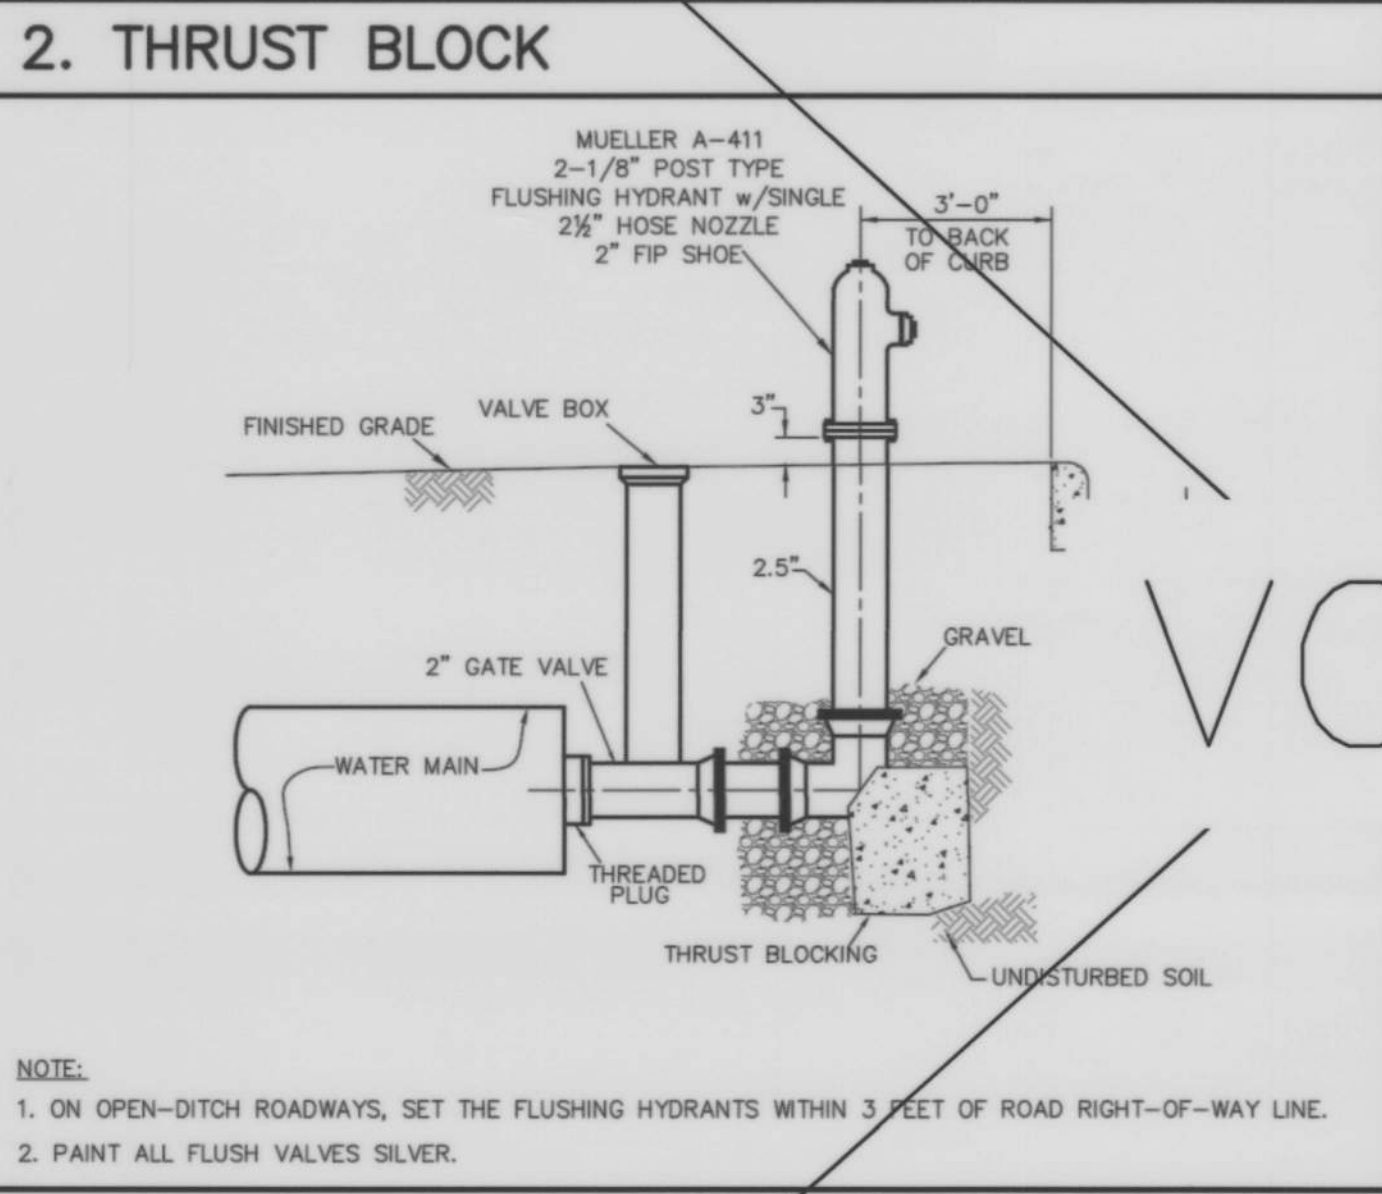 2. THRUST BLOCK
MUELLER A-411
2-1/8" POST TYPE
FLUSHING HYDRANT w/SINGLE
2½" HOSE NOZZLE
2" FIP SHOE
3'-0"
TO BACK
OF CURB
3"
VALVE BOX
FINISHED GRADE
2.5"
GRAVEL
2" GATE VALVE
WATER MAIN
THREADED
PLUG
THRUST BLOCKING
UNDISTURBED SOIL
VO
NOTE:
1. ON OPEN-DITCH ROADWAYS, SET THE FLUSHING HYDRANTS WITHIN 3 FEET OF ROAD RIGHT-OF-WAY LINE.
2. PAINT ALL FLUSH VALVES SILVER.